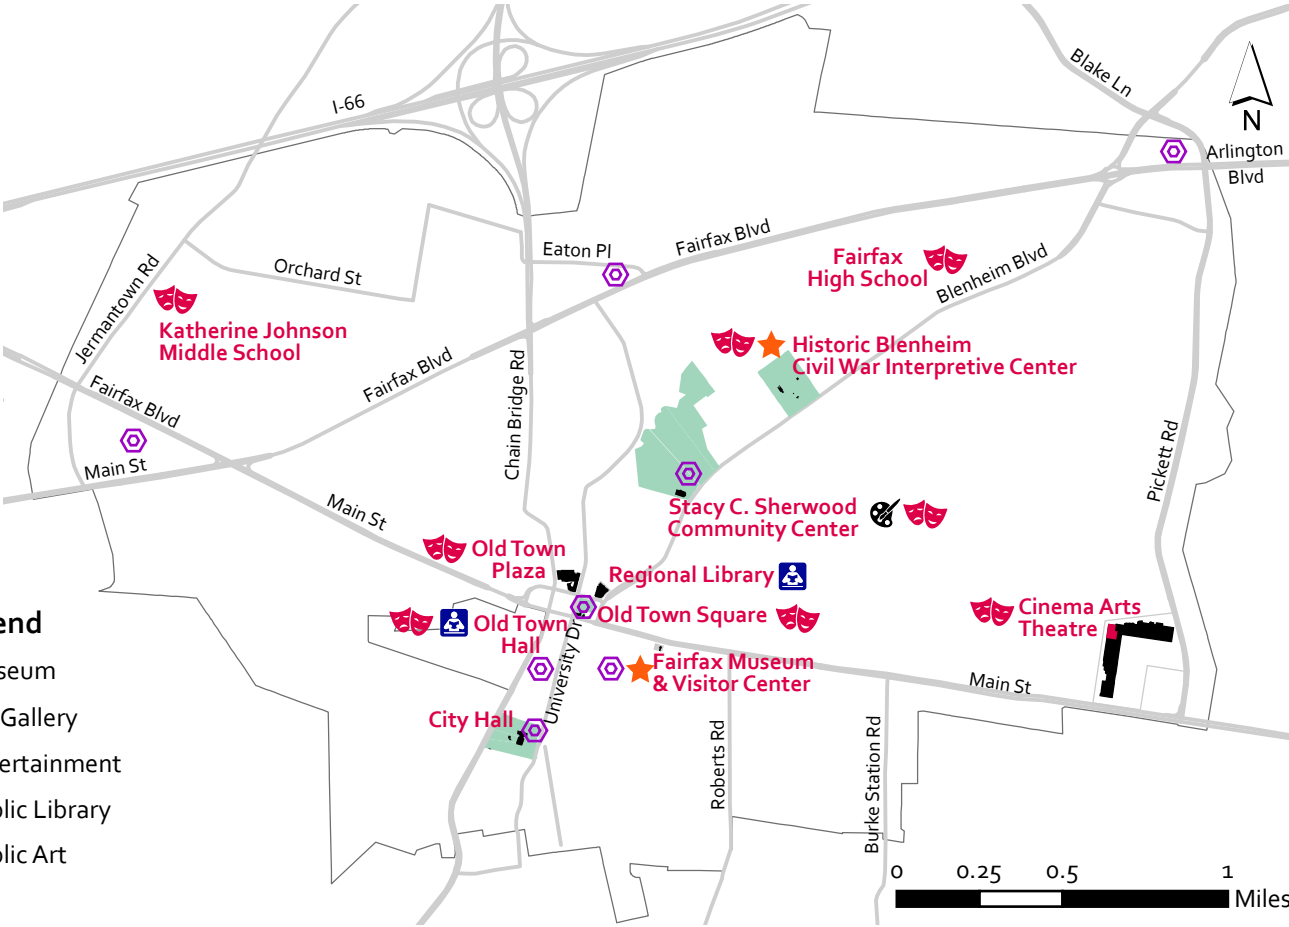 Blake Ln
I-66
N
Arlington
Blvd
Eaton Pl
Fairfax Blvd
Fairfax
High School
Blenheim Blvd
Orchard St
Jermantown Rd
Katherine Johnson
Middle School
Historic Blenheim
Civil War Interpretive Center
Fairfax Blvd
Chain Bridge Rd
Fairfax Blvd
Main St
Pickett Rd
Main St
Stacy C. Sherwood
Community Center
Old Town
Plaza
Regional Library
Old Town Square
Cinema Arts
Theatre
Old Town
Hall
University Dr
Fairfax Museum
& Visitor Center
Main St
City Hall
Roberts Rd
Burke Station Rd
end
seum
Gallery
ertainment
blic Library
blic Art
0 0.25 0.5 1
Miles